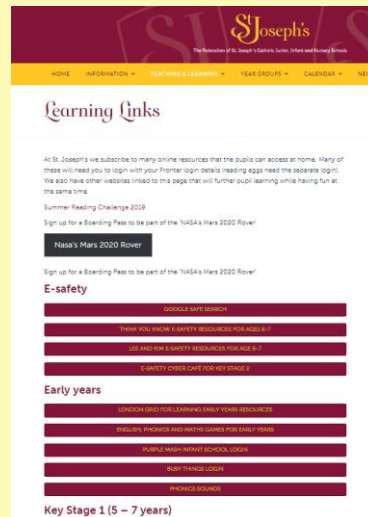 St Joseph's
The Federation of St. Joseph's Catholic Junior, Infant and Nursery Schools
HOME INFORMATION TEACHING & LEARNING YEAR GROUPS CALENDAR NE
Learning Links
At St. Joseph's we subscribe to many online resources that the pupils can access at home. Many of
these will need you to login with your Fronter login details (reading eggs need the separate login).
We also have other websites linked to this page that will further pupil learning while having fun at
the same time.
Summer Reading Challenge 2019
Sign up for a Boarding Pass to be part of the 'NASA's Mars 2020 Rover'
Nasa's Mars 2020 Rover
Sign up for a Boarding Pass to be part of the 'NASA's Mars 2020 Rover'
E-safety
GOOGLE SAFE SEARCH
THINK YOU KNOW E-SAFETY RESOURCES FOR AGES 6-7
LEE AND KIM E-SAFETY RESOURCES FOR AGE 6-7
E-SAFETY CYBER CAFÉ FOR KEY STAGE 2
Early years
LONDON GRID FOR LEARNING EARLY YEARS RESOURCES
ENGLISH, PHONICS AND MATHS GAMES FOR EARLY YEARS
PURPLE MASH INFANT SCHOOL LOGIN
BUSY THINGS LOGIN
PHONICS SOUNDS
Key Stage 1 (5 – 7 years)